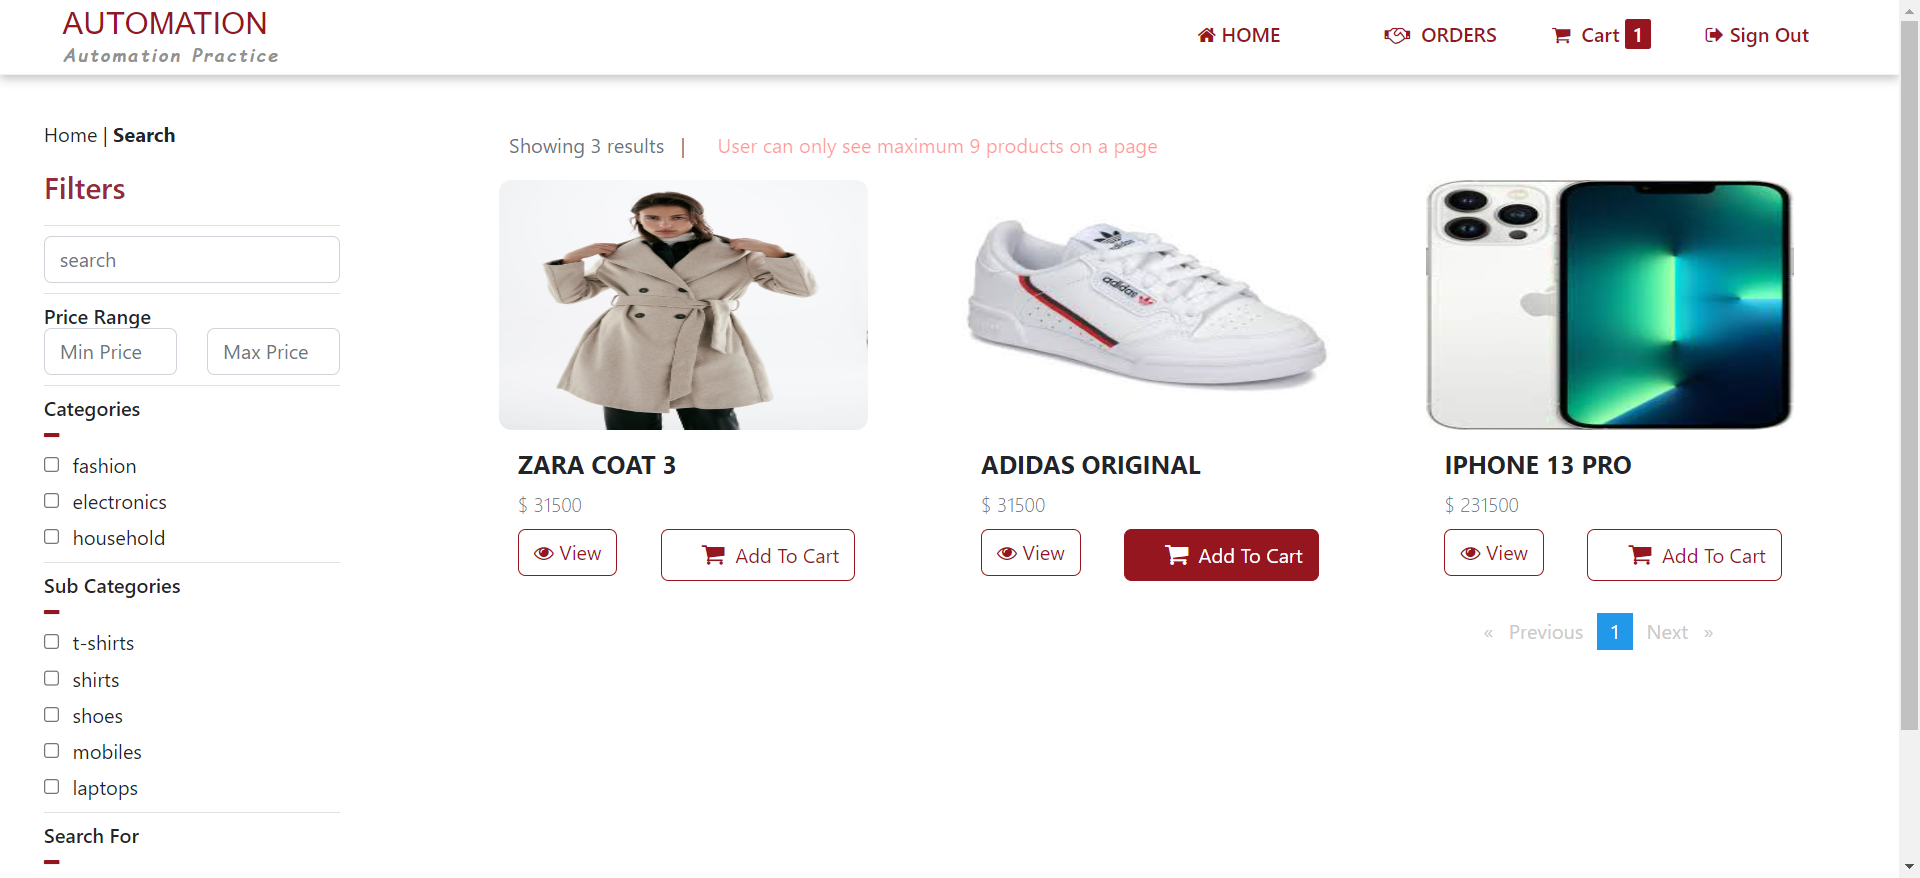 AUTOMATION
Automation Practice
HOME
ORDERS
Cart 1
Sign Out
Home | Search
Filters
search
Price Range
Min Price
Max Price
Categories
fashion
electronics
household
Sub Categories
t-shirts
shirts
shoes
mobiles
laptops
Search For
Showing 3 results | User can only see maximum 9 products on a page
adidas
adidas
ZARA COAT 3
$ 31500
View
Add To Cart
ADIDAS ORIGINAL
$ 31500
View
Add To Cart
IPHONE 13 PRO
$ 231500
View
Add To Cart
« Previous 1 Next »